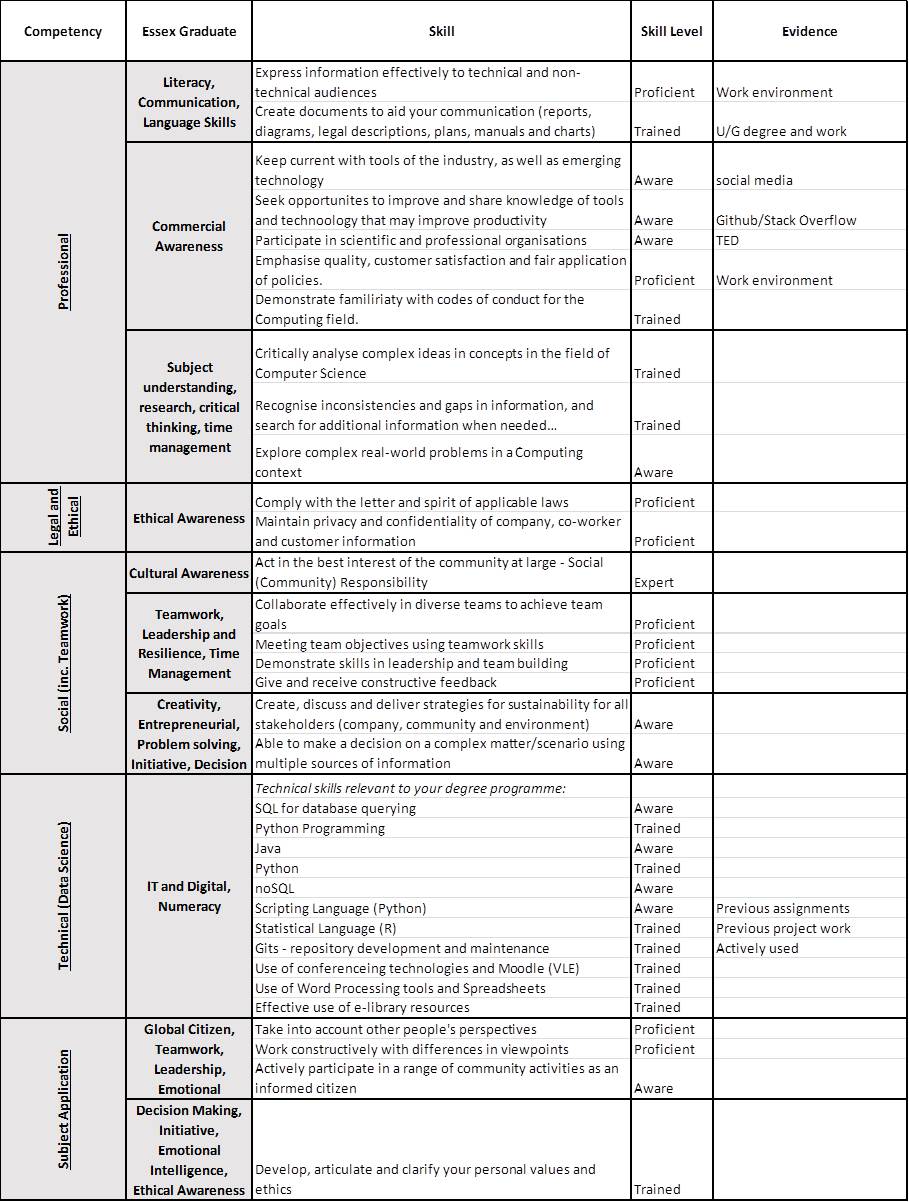 Competency Essex Graduate Skill Skill Level Evidence
Professional
Literacy,
Communication,
Language Skills
Express information effectively to technical and non-
technical audiences Proficient Work environment
Create documents to aid your communication (reports,
diagrams, legal descriptions, plans, manuals and charts) Trained U/G degree and work
Commercial
Awareness
Keep current with tools of the industry, as well as emerging
technology Aware social media
Seek opportunites to improve and share knowledge of tools
and technoology that may improve productivity Aware Github/Stack Overflow
Participate in scientific and professional organisations Aware TED
Emphasise quality, customer satisfaction and fair application
of policies. Proficient Work environment
Demonstrate familiriaty with codes of conduct for the
Computing field. Trained
Subject
understanding,
research, critical
thinking, time
management
Critically analyse complex ideas in concepts in the field of
Computer Science Trained
Recognise inconsistencies and gaps in information, and
search for additional information when needed... Trained
Explore complex real-world problems in a Computing
context Aware
Legal and
Ethical
Ethical Awareness
Comply with the letter and spirit of applicable laws Proficient
Maintain privacy and confidentiality of company, co-worker
and customer information Proficient
Social (inc. Teamwork)
Cultural Awareness
Act in the best interest of the community at large - Social
(Community) Responsibility Expert
Teamwork,
Leadership and
Resilience, Time
Management
Collaborate effectively in diverse teams to achieve team
goals Proficient
Meeting team objectives using teamwork skills Proficient
Demonstrate skills in leadership and team building Proficient
Give and receive constructive feedback Proficient
Creativity,
Entrepreneurial,
Problem solving,
Initiative, Decision
Create, discuss and deliver strategies for sustainability for all
stakeholders (company, community and environment) Aware
Able to make a decision on a complex matter/scenario using
multiple sources of information Aware
Technical (Data Science)
IT and Digital,
Numeracy
Technical skills relevant to your degree programme:
SQL for database querying Aware
Python Programming Trained
Java Aware
Python Trained
noSQL Aware
Scripting Language (Python) Aware Previous assignments
Statistical Language (R) Trained Previous project work
Gits - repository development and maintenance Trained Actively used
Use of conferenceing technologies and Moodle (VLE) Trained
Use of Word Processing tools and Spreadsheets Trained
Effective use of e-library resources Trained
Subject Application
Global Citizen,
Teamwork,
Leadership,
Emotional
Take into account other people's perspectives Proficient
Work constructively with differences in viewpoints Proficient
Actively participate in a range of community activities as an
informed citizen Aware
Decision Making,
Initiative,
Emotional
Intelligence,
Ethical Awareness
Develop, articulate and clarify your personal values and
ethics Trained